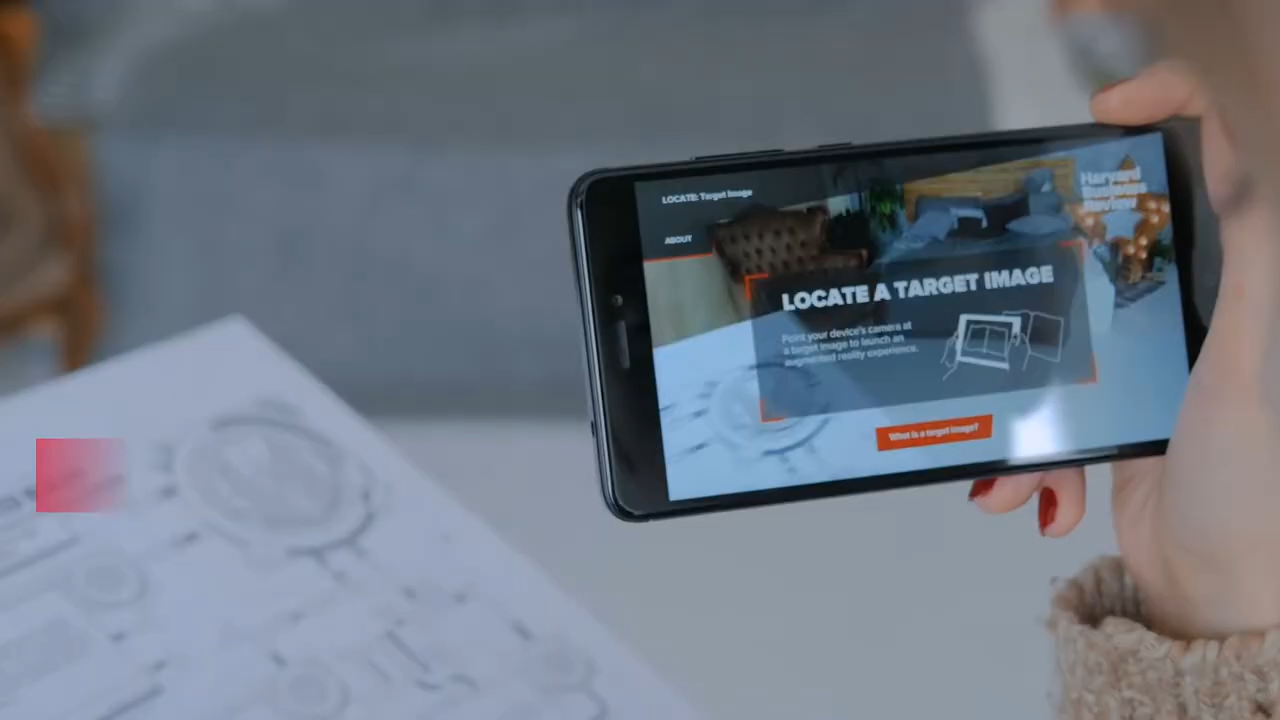 LOCATE: Target Image
Harvard
Business
Review
ABOUT
LOCATE A TARGET IMAGE
Point your device's camera at
a target image to launch an
augmented reality experience.
What is a target image?